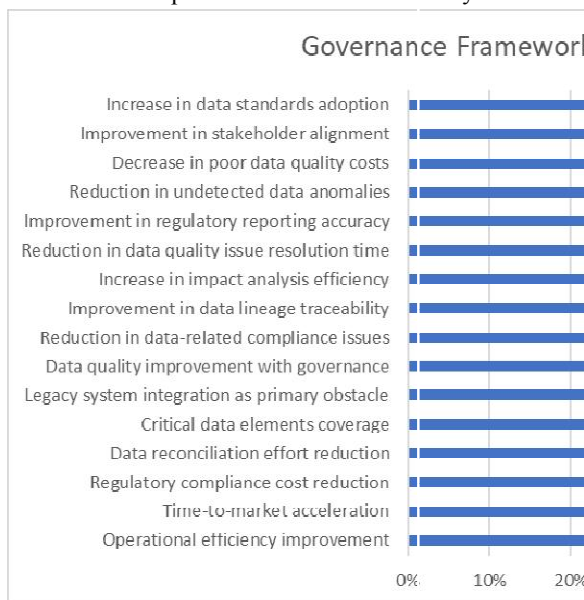 Governance Framework
Increase in data standards adoption
Improvement in stakeholder alignment
Decrease in poor data quality costs
Reduction in undetected data anomalies
Improvement in regulatory reporting accuracy
Reduction in data quality issue resolution time
Increase in impact analysis efficiency
Improvement in data lineage traceability
Reduction in data-related compliance issues
Data quality improvement with governance
Legacy system integration as primary obstacle
Critical data elements coverage
Data reconciliation effort reduction
Regulatory compliance cost reduction
Time-to-market acceleration
Operational efficiency improvement
0% 10% 20%